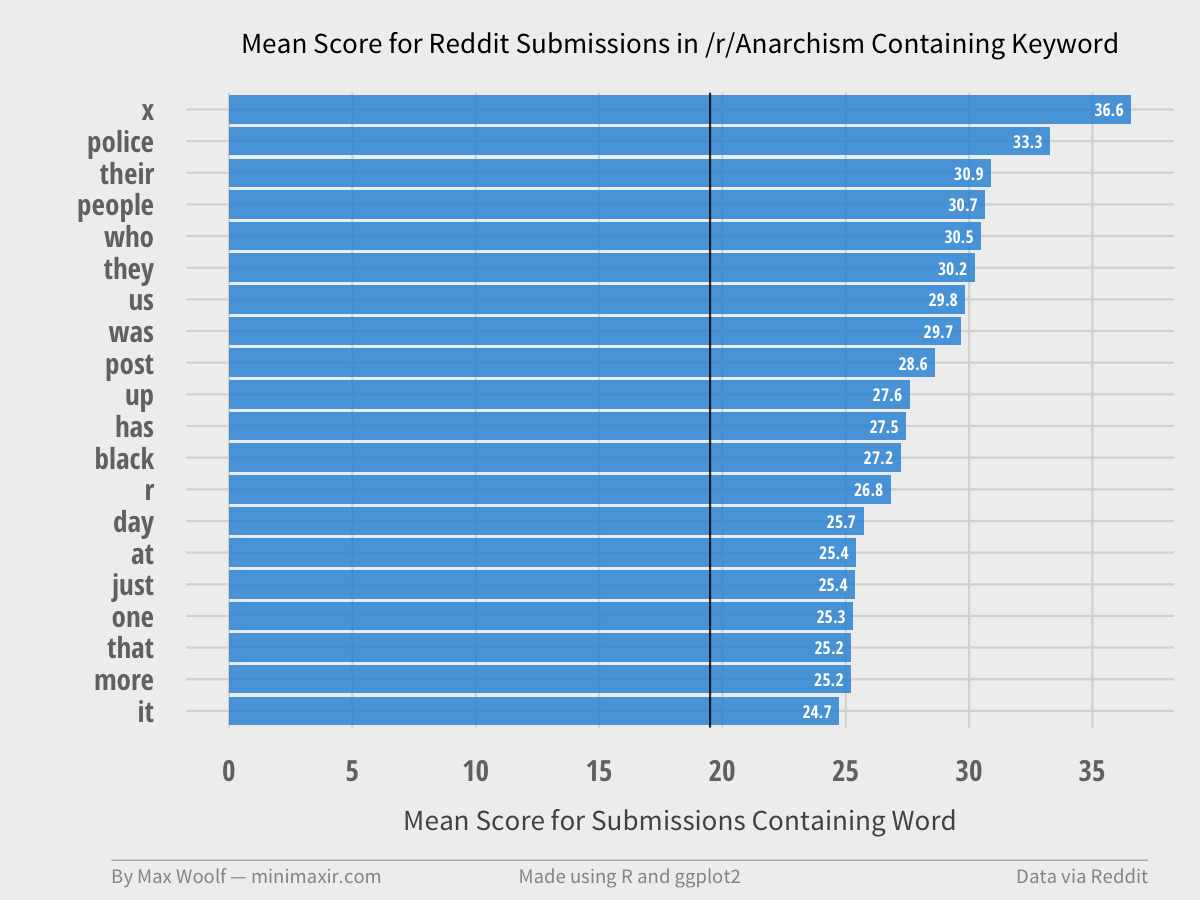 Mean Score for Reddit Submissions in /r/Anarchism Containing Keyword
x 36.6
police 33.3
their 30.9
people 30.7
who 30.5
they 30.2
us 29.8
was 29.7
post 28.6
up 27.6
has 27.5
black 27.2
r 26.8
day 25.7
at 25.4
just 25.4
one 25.3
that 25.2
more 25.2
it 24.7
0 5 10 15 20 25 30 35
Mean Score for Submissions Containing Word
By Max Woolf — minimaxir.com Made using R and ggplot2 Data via Reddit